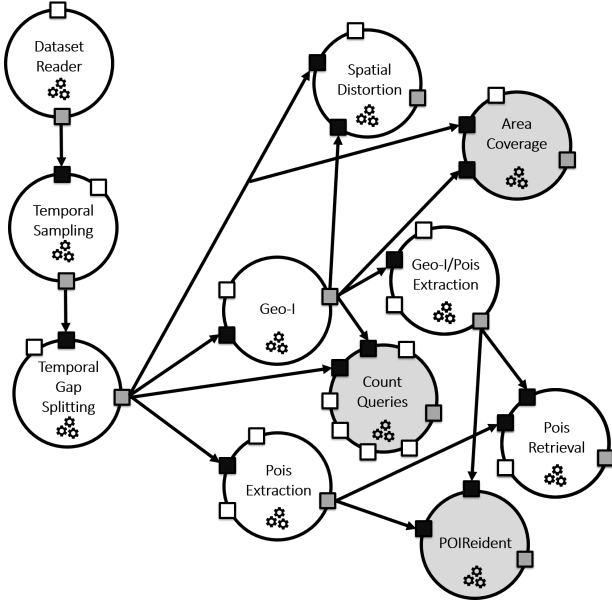 Dataset
Reader
Spatial
Distortion
Area
Coverage
Temporal
Sampling
Geo-I
Geo-I/Pois
Extraction
Temporal
Gap
Splitting
Count
Queries
Pois
Extraction
Pois
Retrieval
POIReident